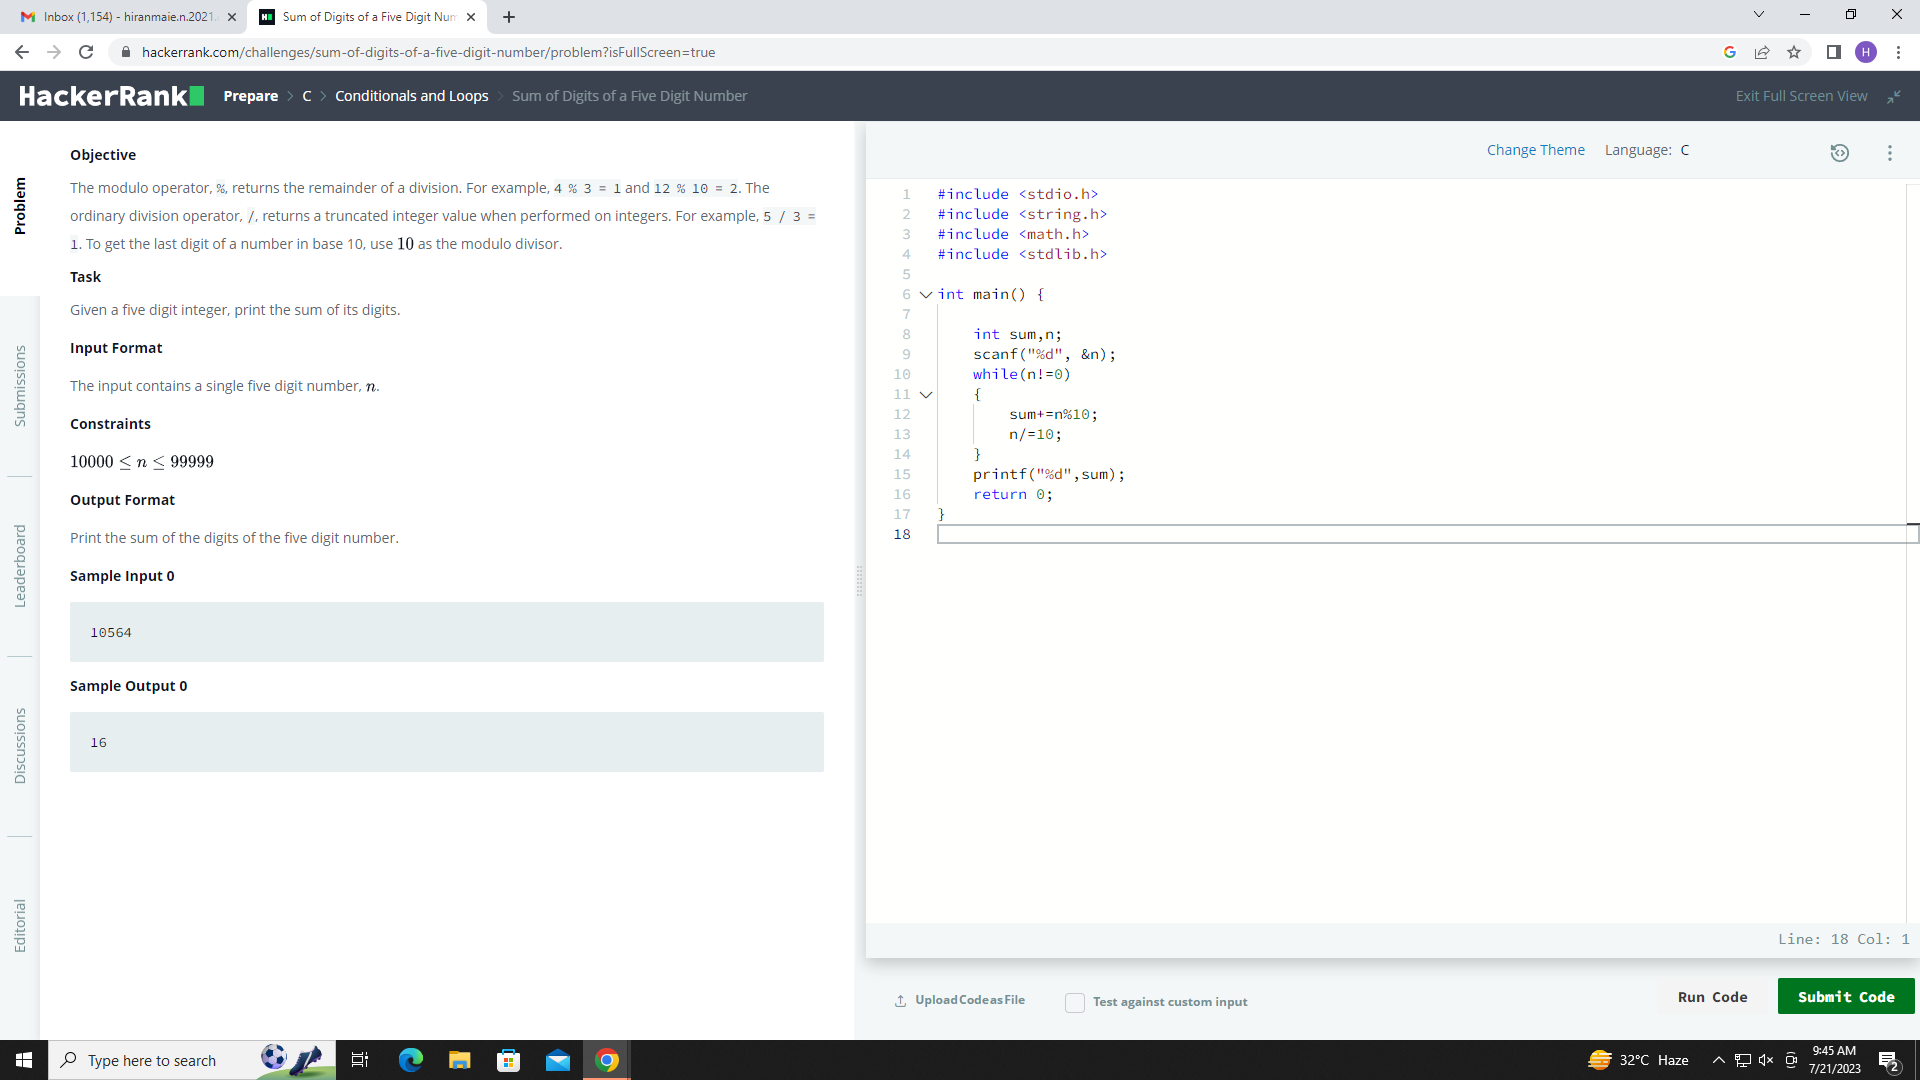 Inbox (1,154) - hiranmaie.n.2021
Sum of Digits of a Five Digit Num
hackerrank.com/challenges/sum-of-digits-of-a-five-digit-number/problem?isFullScreen=true
H
HackerRank
Prepare > C > Conditionals and Loops > Sum of Digits of a Five Digit Number
Exit Full Screen View
Problem
Submissions
Leaderboard
Discussions
Editorial
Objective
The modulo operator, %, returns the remainder of a division. For example, 4 % 3 = 1 and 12 % 10 = 2. The
ordinary division operator, /, returns a truncated integer value when performed on integers. For example, 5 / 3 =
1. To get the last digit of a number in base 10, use 10 as the modulo divisor.
Task
Given a five digit integer, print the sum of its digits.
Input Format
The input contains a single five digit number, n.
Constraints
10000 ≤ n ≤ 99999
Output Format
Print the sum of the digits of the five digit number.
Sample Input 0
10564
Sample Output 0
16
Change Theme Language: C
1 #include <stdio.h>
2 #include <string.h>
3 #include <math.h>
4 #include <stdlib.h>
5
6 int main() {
7
8 int sum,n;
9 scanf("%d", &n);
10 while(n!=0)
11 {
12 sum+=n%10;
13 n/=10;
14 }
15 printf("%d",sum);
16 return 0;
17 }
18
Line: 18 Col: 1
Upload Code as File
Test against custom input
Run Code
Submit Code
Type here to search
32°C Haze
9:45 AM
7/21/2023
2